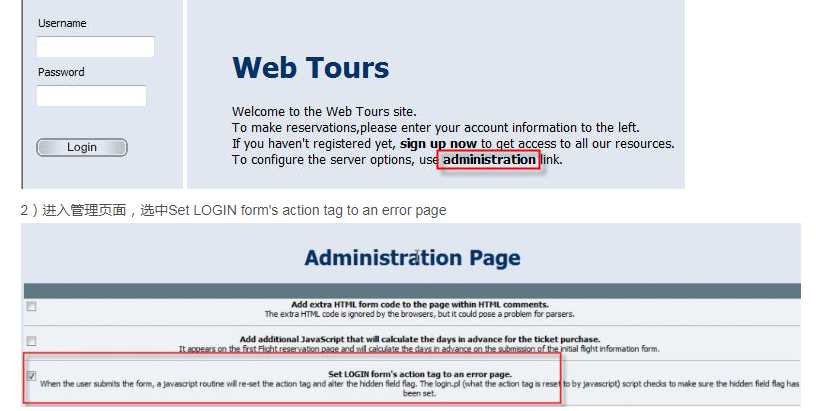 Username
Password
Login
Web Tours
Welcome to the Web Tours site.
To make reservations,please enter your account information to the left.
If you haven't registered yet, sign up now to get access to all our resources.
To configure the server options, use administration link.
2）进入管理页面，选中Set LOGIN form's action tag to an error page
Administration Page
Add extra HTML form code to the page within HTML comments.
The extra HTML code is ignored by the browsers, but it could pose a problem for parsers.
Add additional JavaScript that will calculate the days in advance for the ticket purchase.
It appears on the first Flight reservation page and will calculate the days in advance on the submission of the initial flight information form.
Set LOGIN form's action tag to an error page.
When the user submits the form, a javascript routine will re-set the action tag and alter the hidden field flag. The login.pl (what the action tag is reset to by javascript) script checks to make sure the hidden field flag has
been set.